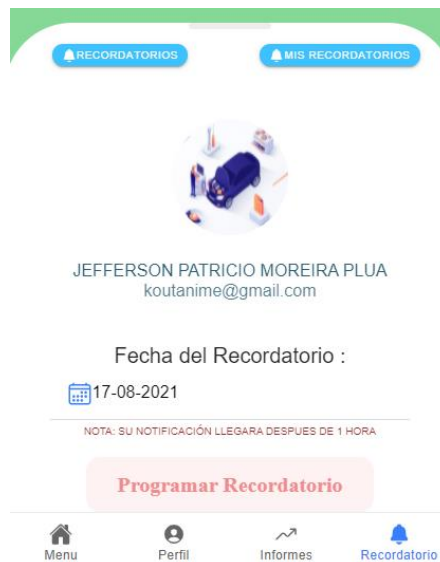 RECORDATORIOS
MIS RECORDATORIOS
JEFFERSON PATRICIO MOREIRA PLUA
koutanime@gmail.com
Fecha del Recordatorio :
17-08-2021
NOTA: SU NOTIFICACIÓN LLEGARA DESPUES DE 1 HORA
Programar Recordatorio
Menu
Perfil
Informes
Recordatorio